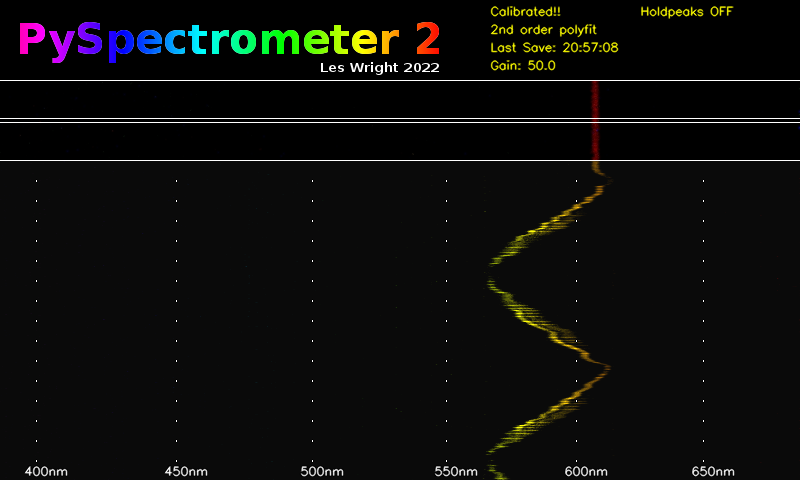 PySpectrometer 2
Les Wright 2022
Calibrated!! Holdpeaks OFF
2nd order polyfit
Last Save: 20:57:08
Gain: 50.0
400nm 450nm 500nm 550nm 600nm 650nm